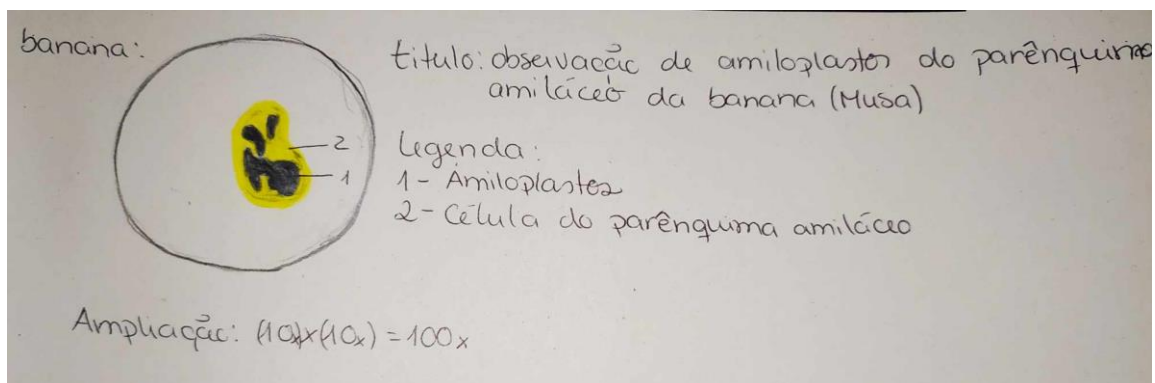 banana:
titulo: observação de amiloplastos do parênquima
amiláceo da banana (Musa)
2
1
Legenda:
1- Amiloplastos
2- Célula do parênquima amiláceo
Ampliação: (10x)x(10x) = 100x